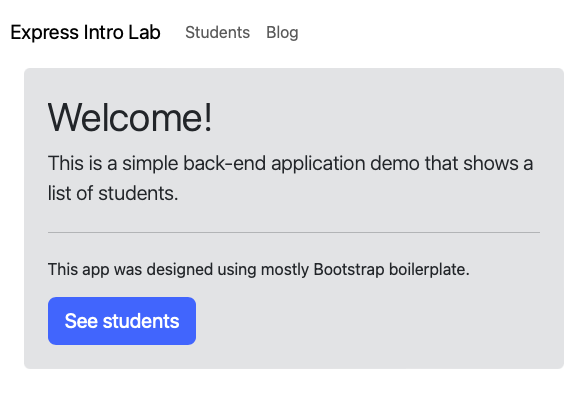 Express Intro Lab Students Blog
Welcome!
This is a simple back-end application demo that shows a
list of students.
This app was designed using mostly Bootstrap boilerplate.
See students